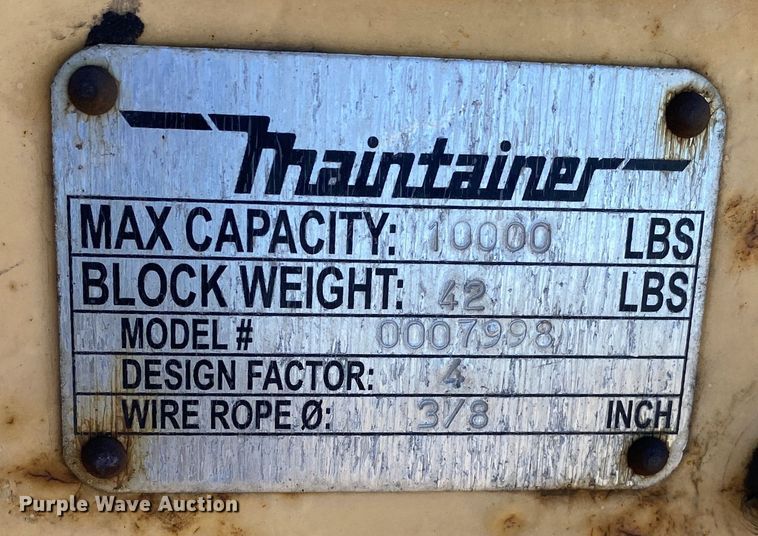 Maintainer
MAX CAPACITY: 10000 LBS
BLOCK WEIGHT: 42 LBS
MODEL # 0007998
DESIGN FACTOR: 4
WIRE ROPE Ø: 3/8 INCH
Purple Wave Auction